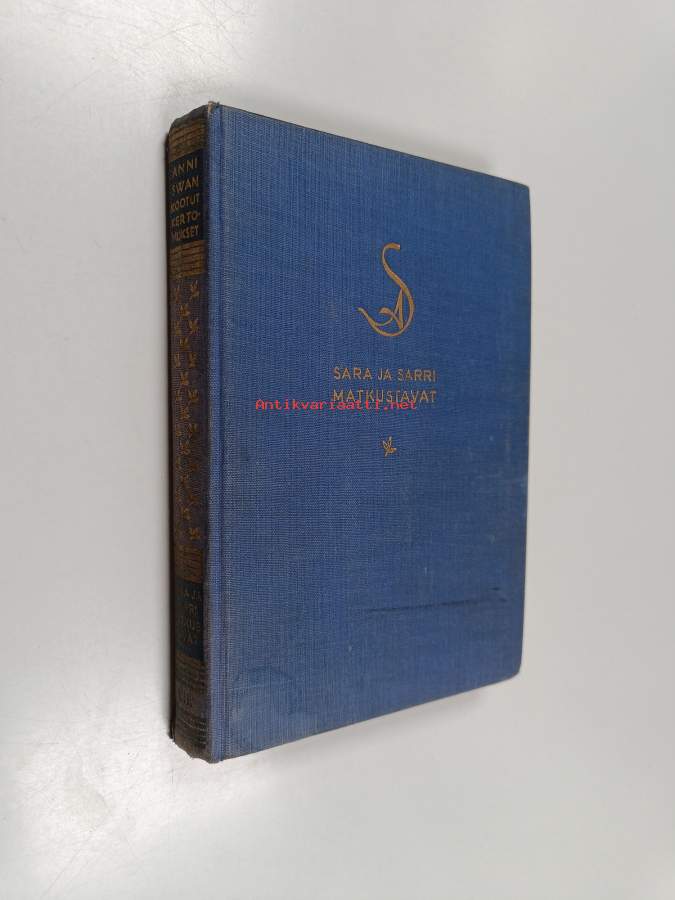 ANNI
SWAN
KOOTUT
KERTO-
MUKSET
SARA JA SARRI
MATKUSTAVAT
Antikvariaatti.net